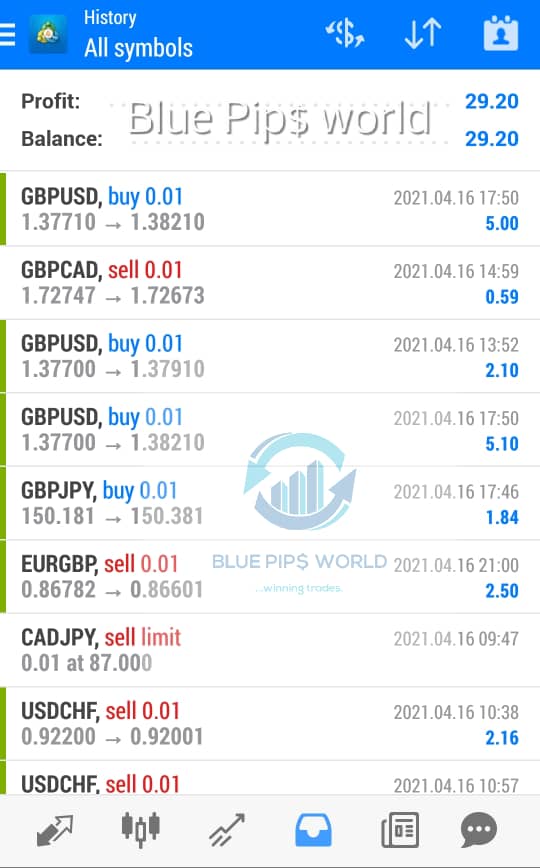 History
All symbols
Profit: 29.20
Blue Pip$ world
Balance: 29.20
GBPUSD, buy 0.01 2021.04.16 17:50
1.37710 → 1.38210 5.00
GBPCAD, sell 0.01 2021.04.16 14:59
1.72747 → 1.72673 0.59
GBPUSD, buy 0.01 2021.04.16 13:52
1.37700 → 1.37910 2.10
GBPUSD, buy 0.01 2021.04.16 17:50
1.37700 → 1.38210 5.10
GBPJPY, buy 0.01 2021.04.16 17:46
150.181 → 150.381 1.84
EURGBP, sell 0.01 2021.04.16 21:00
BLUE PIP$ WORLD
0.86782 → 0.86601 2.50
..winning trades.
CADJPY, sell limit 2021.04.16 09:47
0.01 at 87.000
USDCHF, sell 0.01 2021.04.16 10:38
0.92200 → 0.92001 2.16
USDCHF, sell 0.01 2021.04.16 10:57